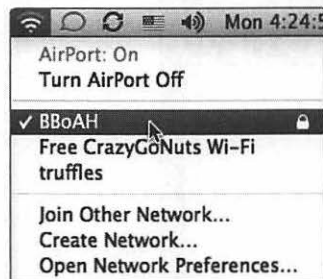 Mon 4:24:5
AirPort: On
Turn AirPort Off
✓ BBoAH
Free CrazyGoNuts Wi-Fi
truffles
Join Other Network...
Create Network...
Open Network Preferences...